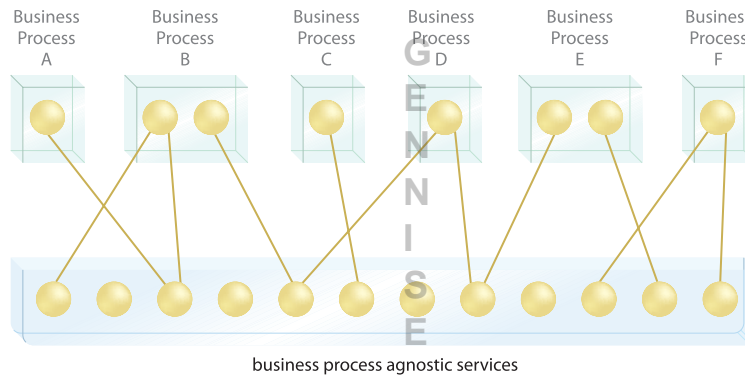 Business Process A
Business Process B
Business Process C
Business Process D
Business Process E
Busines Process F
GENNISE
business process agnostic services